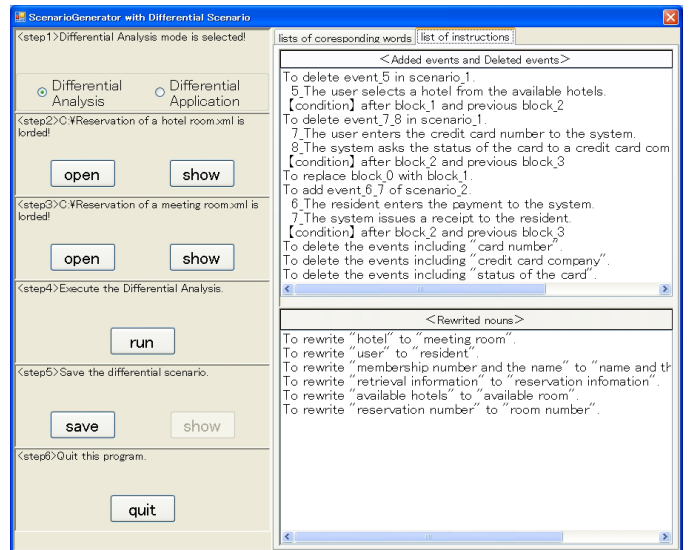 ScenarioGenerator with Differential Scenario
<step1>Differential Analysis mode is selected!
Differential Analysis
Differential Application
<step2>C:¥Reservation of a hotel room.xml is
lorded!
open
show
<step3>C:¥Reservation of a meeting room.xml is
lorded!
open
show
<step4>Execute the Differential Analysis.
run
<step5>Save the differential scenario.
save
show
<step6>Quit this program.
quit
lists of coresponding words
list of instructions
<Added events and Deleted events>
To delete event_5 in scenario_1.
5_The user selects a hotel from the available hotels.
【condition】after block_1 and previous block_2
To delete event_7_8 in scenario_1.
7_The user enters the credit card number to the system.
8_The system asks the status of the card to a credit card com
【condition】after block_2 and previous block_3
To replace block_0 with block_1.
To add event_6_7 of scenario_2.
6_The resident enters the payment to the system.
7_The system issues a receipt to the resident.
【condition】after block_2 and previous block_3
To delete the events including "card number".
To delete the events including "credit card company".
To delete the events including "status of the card".
<Rewrited nouns>
To rewrite "hotel" to "meeting room".
To rewrite "user" to "resident".
To rewrite "membership number and the name" to "name and th
To rewrite "retrieval information" to "reservation infomation".
To rewrite "available hotels" to "available room".
To rewrite "reservation number" to "room number".